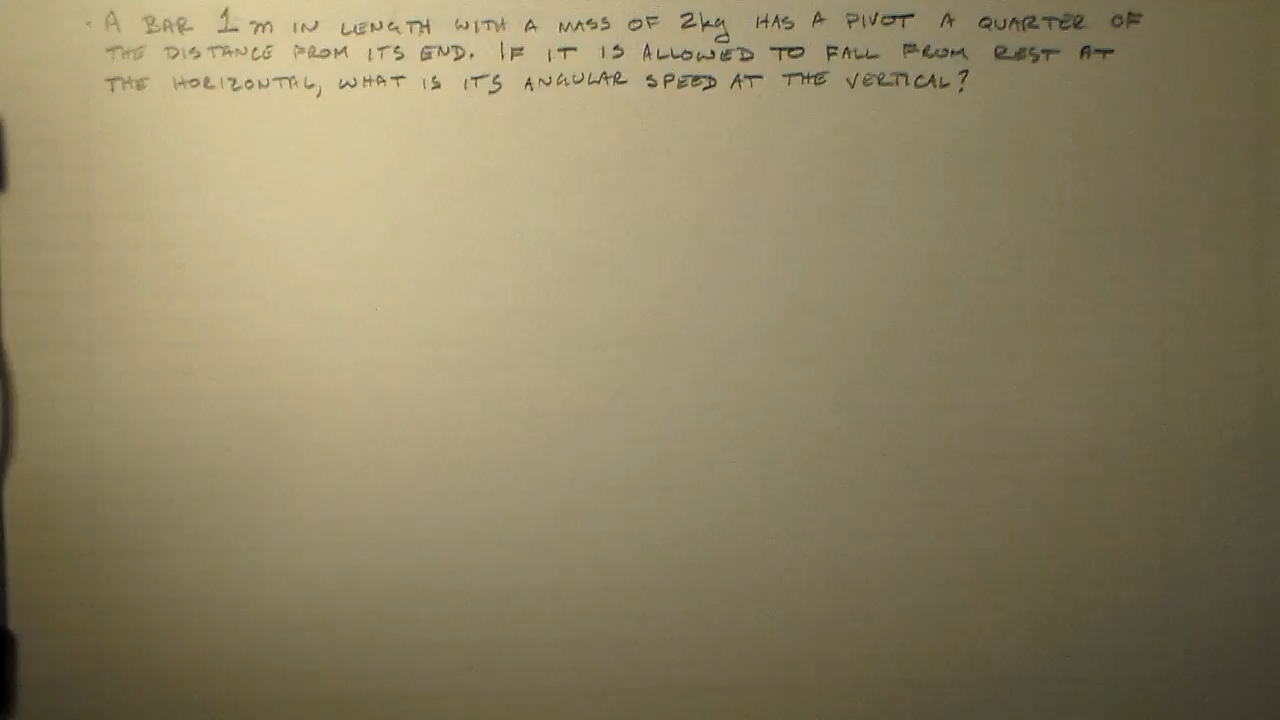 A BAR 1 m IN LENGTH WITH A MASS OF 2kg HAS A PIVOT A QUARTER OF
THE DISTANCE FROM ITS END. IF IT IS ALLOWED TO FALL FROM REST AT
THE HORIZONTAL, WHAT IS IT'S ANGULAR SPEED AT THE VERTICAL?